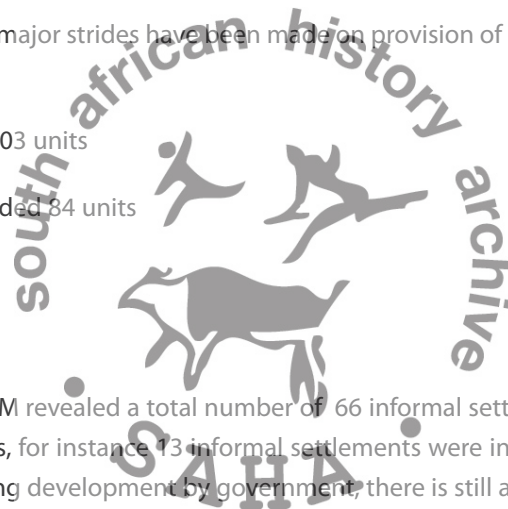 major strides have been made on provision of
03 units
ded 84 units
M revealed a total number of 66 informal sett
s, for instance 13 informal settlements were in
ng development by government, there is still a
south african history archive
SAHA